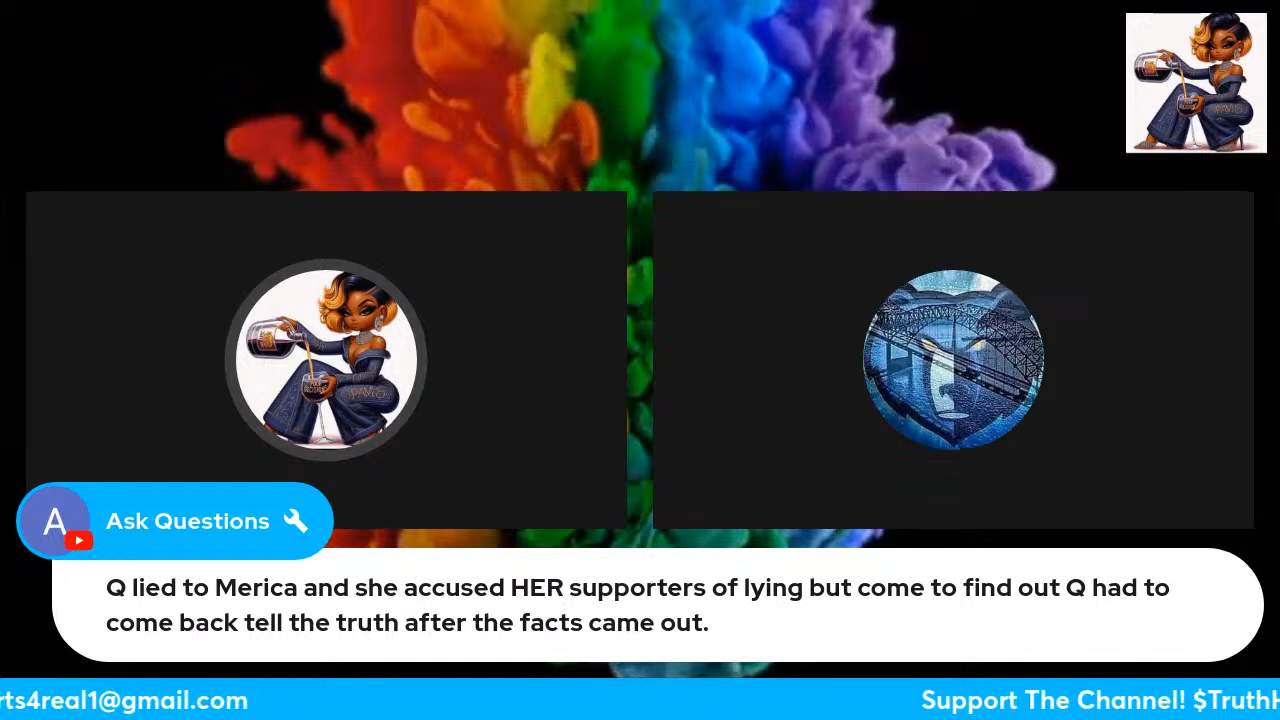 A Ask Questions
Q lied to Merica and she accused HER supporters of lying but come to find out Q had to
come back tell the truth after the facts came out.
rts4real1@gmail.com
Support The Channel! $TruthH